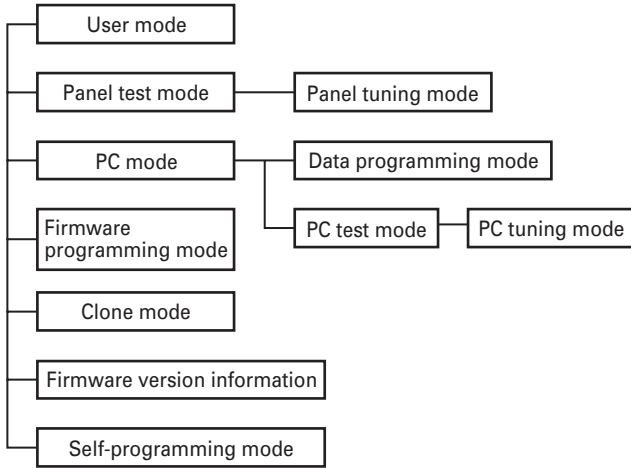 User mode
Panel test mode
Panel tuning mode
PC mode
Data programming mode
PC test mode
PC tuning mode
Firmware
programming mode
Clone mode
Firmware version information
Self-programming mode